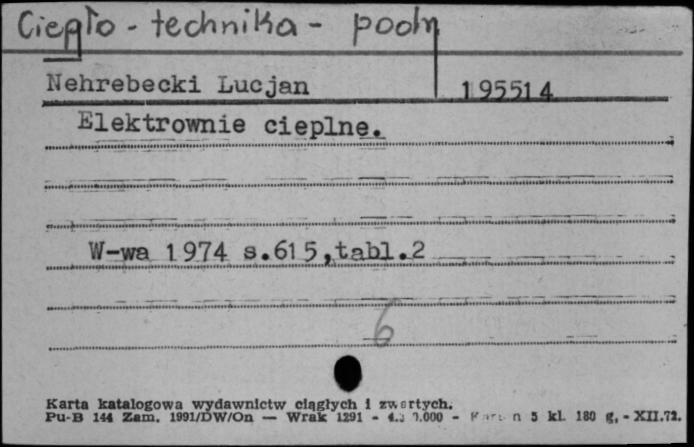 Ciepło - technika - podr
Nehrebecki Lucjan 195514
Elektrownie cieplne.
W-wa 1974 s.615,tabl.2
6
Karta katalogowa wydawnictw ciągłych i zwartych.
Pu-B 144 Zam. 1991/DW/On — Wrak 1291 - 5 kl. 180 g. - XII.72.